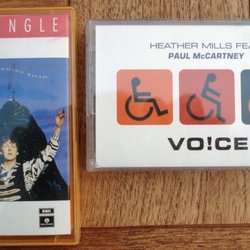 NGLE
EMI
HEATHER MILLS FEA
PAUL McCARTNEY
VO!CE